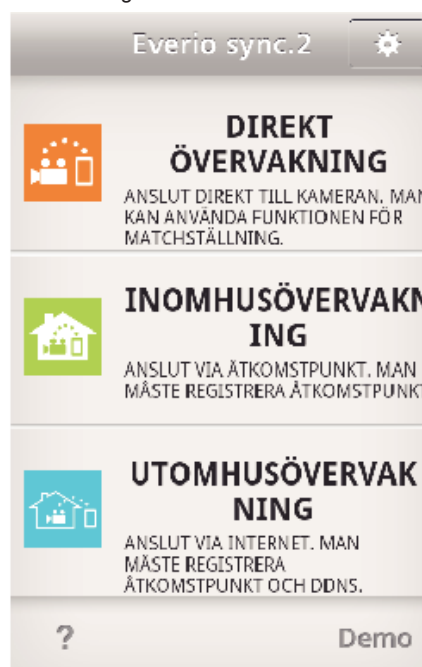 Everio sync.2
DIREKT
ÖVERVAKNING
ANSLUT DIREKT TILL KAMERAN. MAN
KAN ANVÄNDA FUNKTIONEN FÖR
MATCHSTÄLLNING.
INOMHUSÖVERVAKN
ING
ANSLUT VIA ÅTKOMSTPUNKT. MAN
MÅSTE REGISTRERA ÅTKOMSTPUNKT
UTOMHUSÖVERVAK
NING
ANSLUT VIA INTERNET. MAN
MÅSTE REGISTRERA
ÅTKOMSTPUNKT OCH DDNS.
? Demo